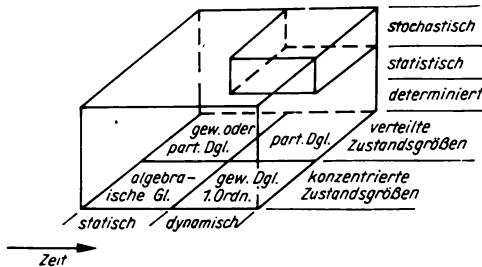 stochastisch
statistisch
determiniert
gew. oder
part. Dgl.
part. Dgl.
verteilte
Zustandsgrößen
algebra-
ische Gl.
gew. Dgl.
1. Ordn.
konzentrierte
Zustandsgrößen
statisch
dynamisch
Zeit